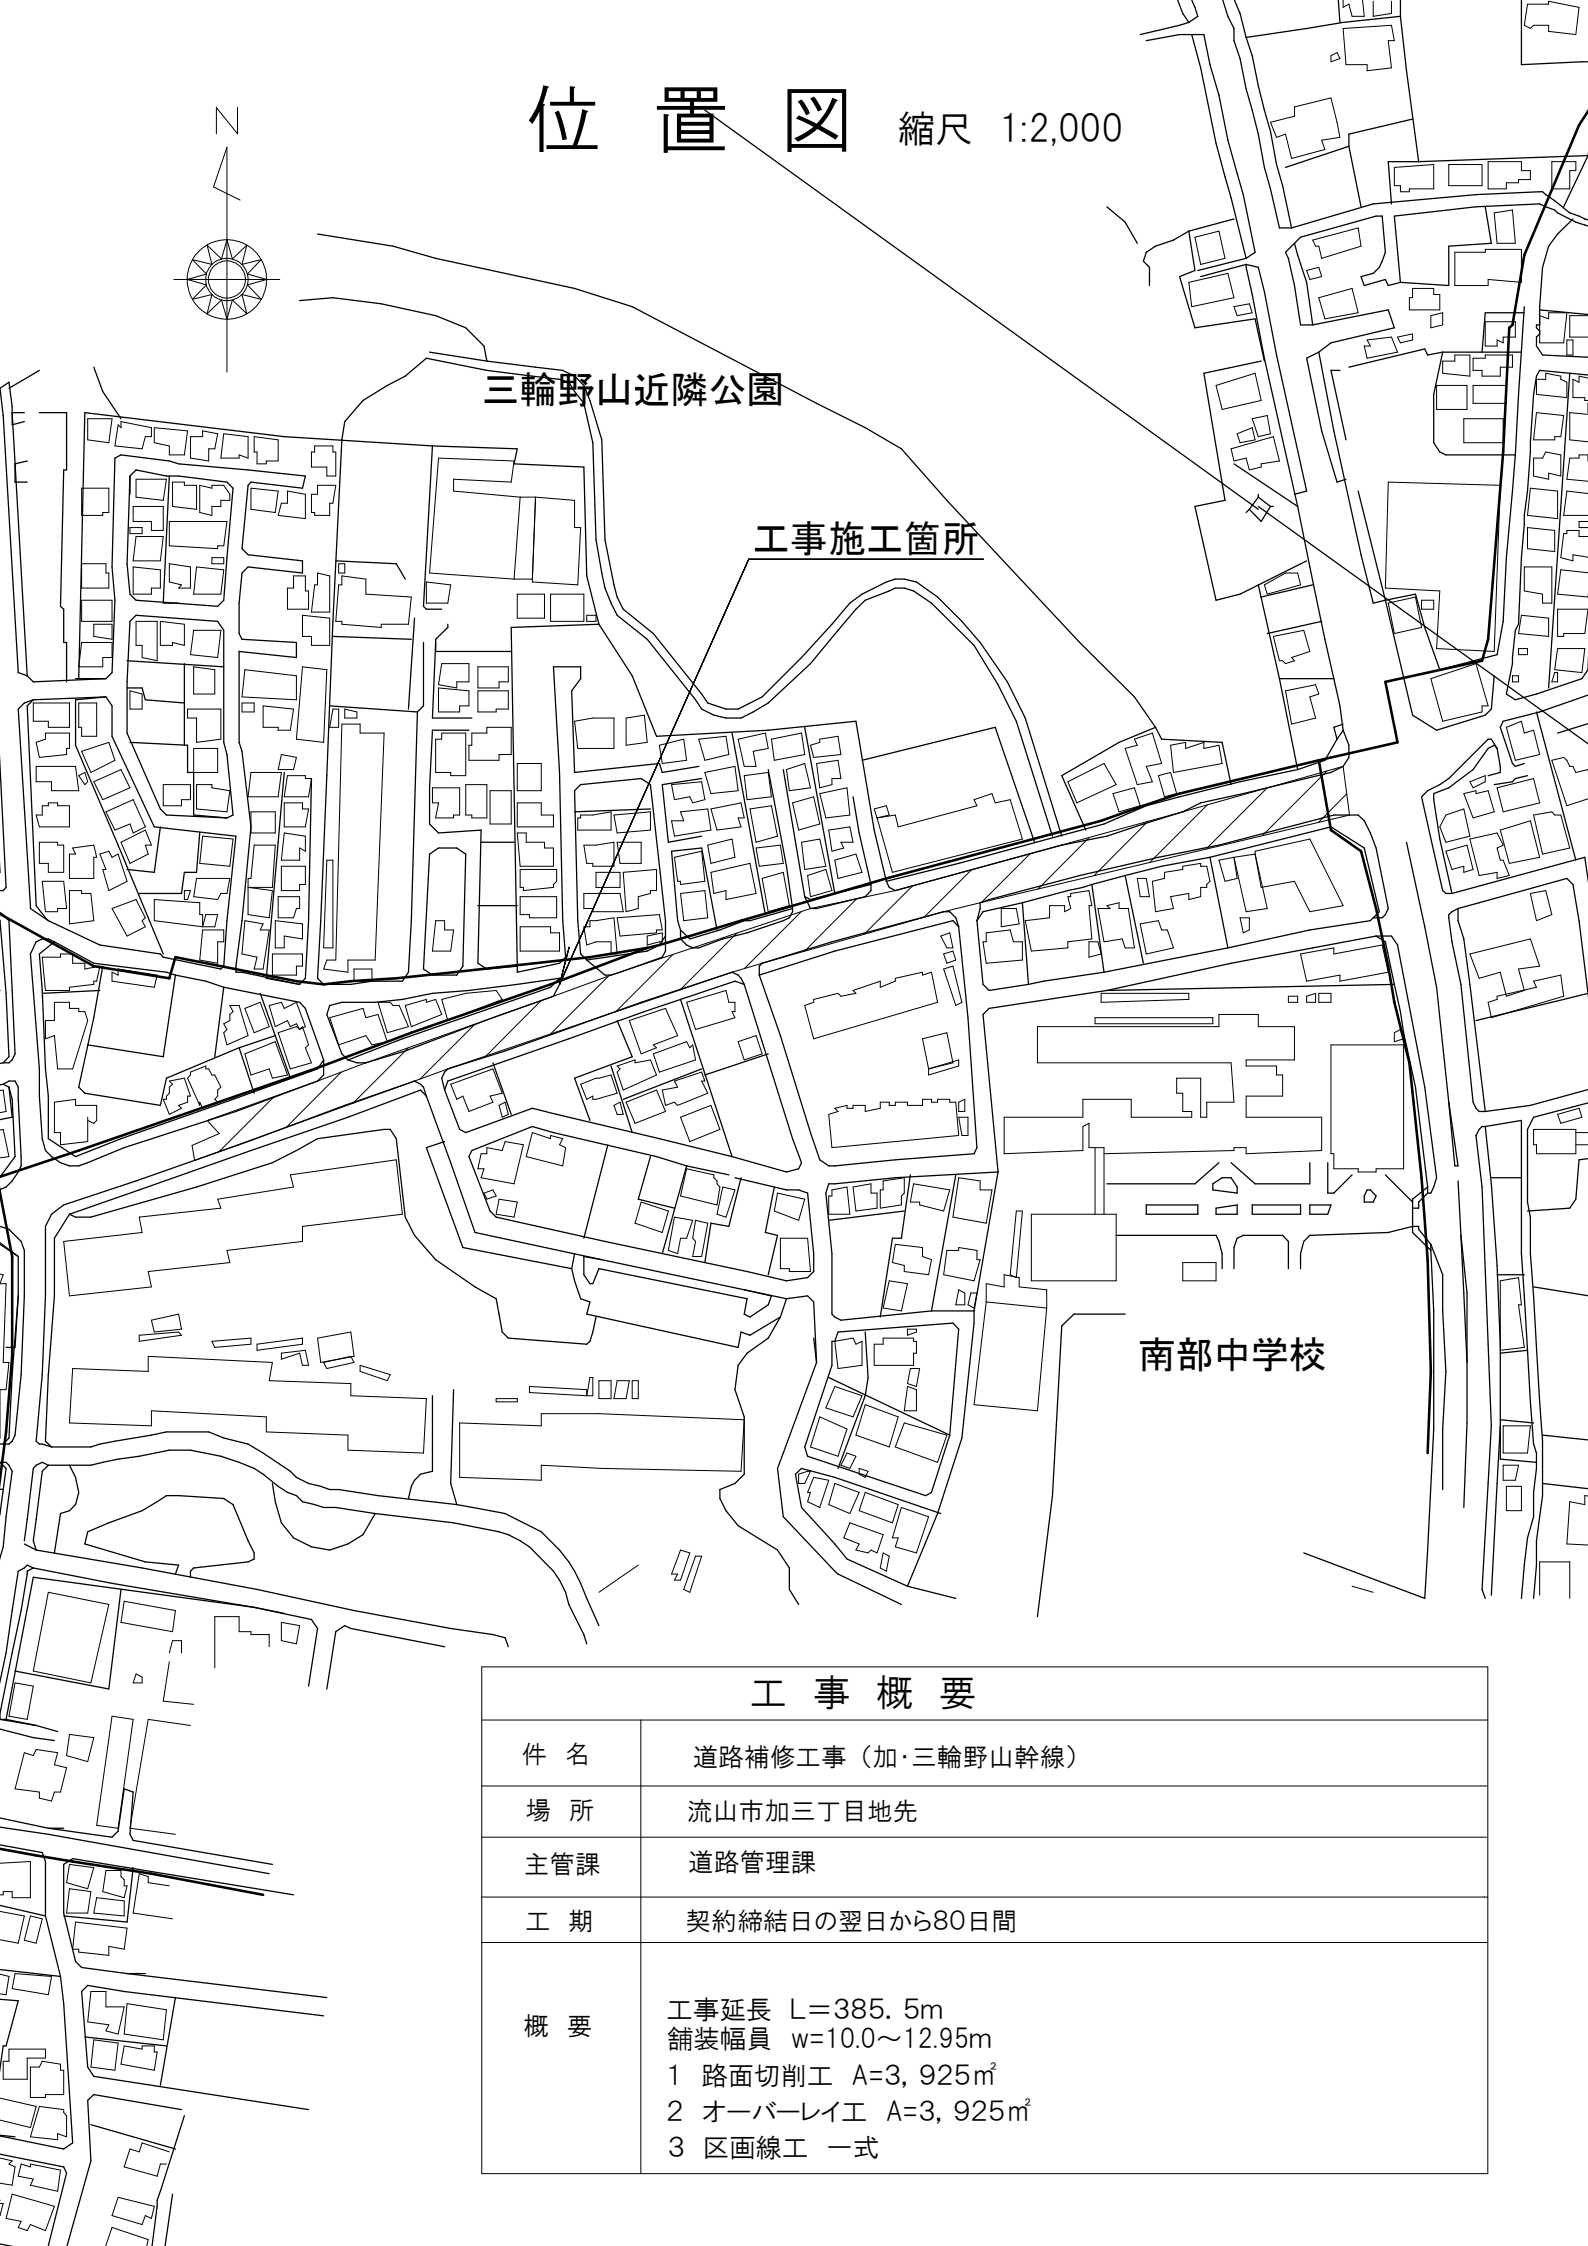 位 置 図 縮尺 1:2,000
N
三輪野山近隣公園
工事施工箇所
南部中学校
工 事 概 要
件 名 道路補修工事（加･三輪野山幹線）
場 所 流山市加三丁目地先
主管課 道路管理課
工 期 契約締結日の翌日から80日間
概 要
工事延長 L＝385．5m
舗装幅員 w=10.0～12.95m
1 路面切削工 A=3，925㎡
2 オーバーレイ工 A=3，925㎡
3 区画線工 一式